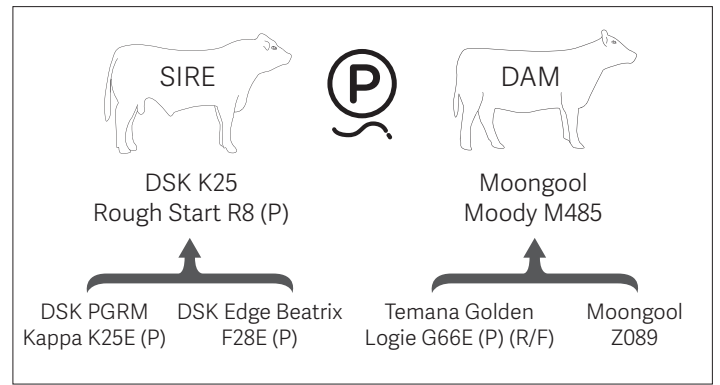 SIRE
P
DAM
DSK K25
Rough Start R8 (P)
Moongool
Moody M485
DSK PGRM
Kappa K25E (P)
DSK Edge Beatrix
F28E (P)
Temana Golden
Logie G66E (P) (R/F)
Moongool
Z089